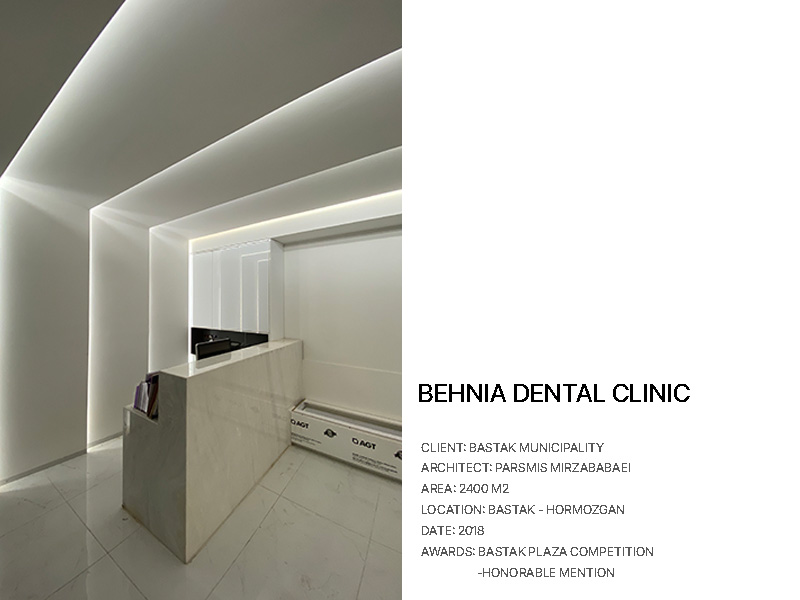 AGT
AGT
BEHNIA DENTAL CLINIC
CLIENT: BASTAK MUNICIPALITY
ARCHITECT: PARSMIS MIRZABABAEI
AREA: 2400 M2
LOCATION: BASTAK - HORMOZGAN
DATE: 2018
AWARDS: BASTAK PLAZA COMPETITION
-HONORABLE MENTION